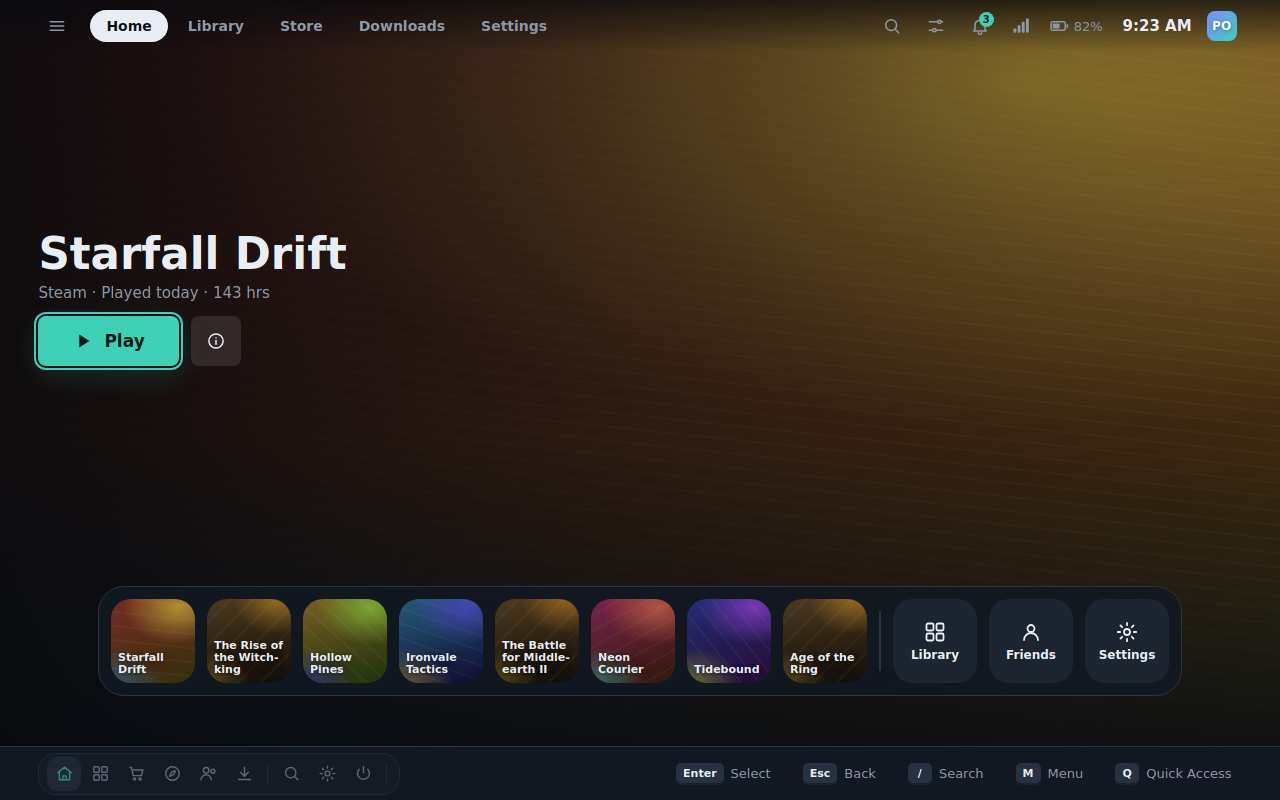 Home
Library
Store
Downloads
Settings
3
82%
9:23 AM
PO
Starfall Drift
Steam · Played today · 143 hrs
Play
Starfall
Drift
The Rise of
the Witch-
king
Hollow
Pines
Ironvale
Tactics
The Battle
for Middle-
earth II
Neon
Courier
Tidebound
Age of the
Ring
Library
Friends
Settings
Enter Select
Esc Back
/ Search
M Menu
Q Quick Access